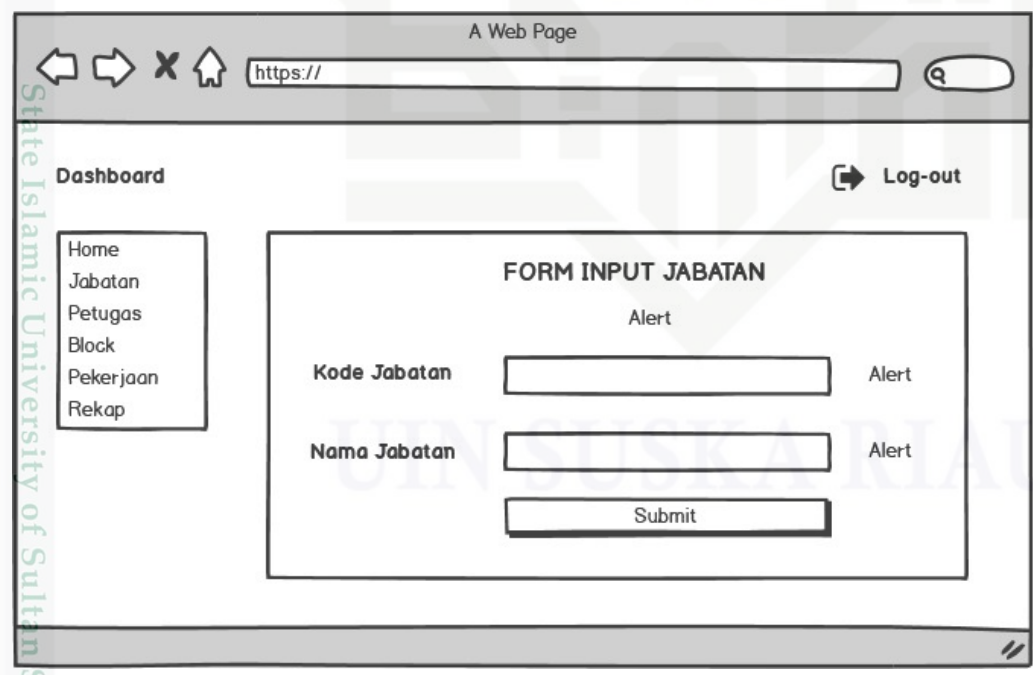 A Web Page
https://
Dashboard
Log-out
Home
Jabatan
Petugas
Block
Pekerjaan
Rekap
FORM INPUT JABATAN
Alert
Kode Jabatan
Alert
Nama Jabatan
Alert
Submit
State Islamic University of Sultan
UIN SUSKA RIAU